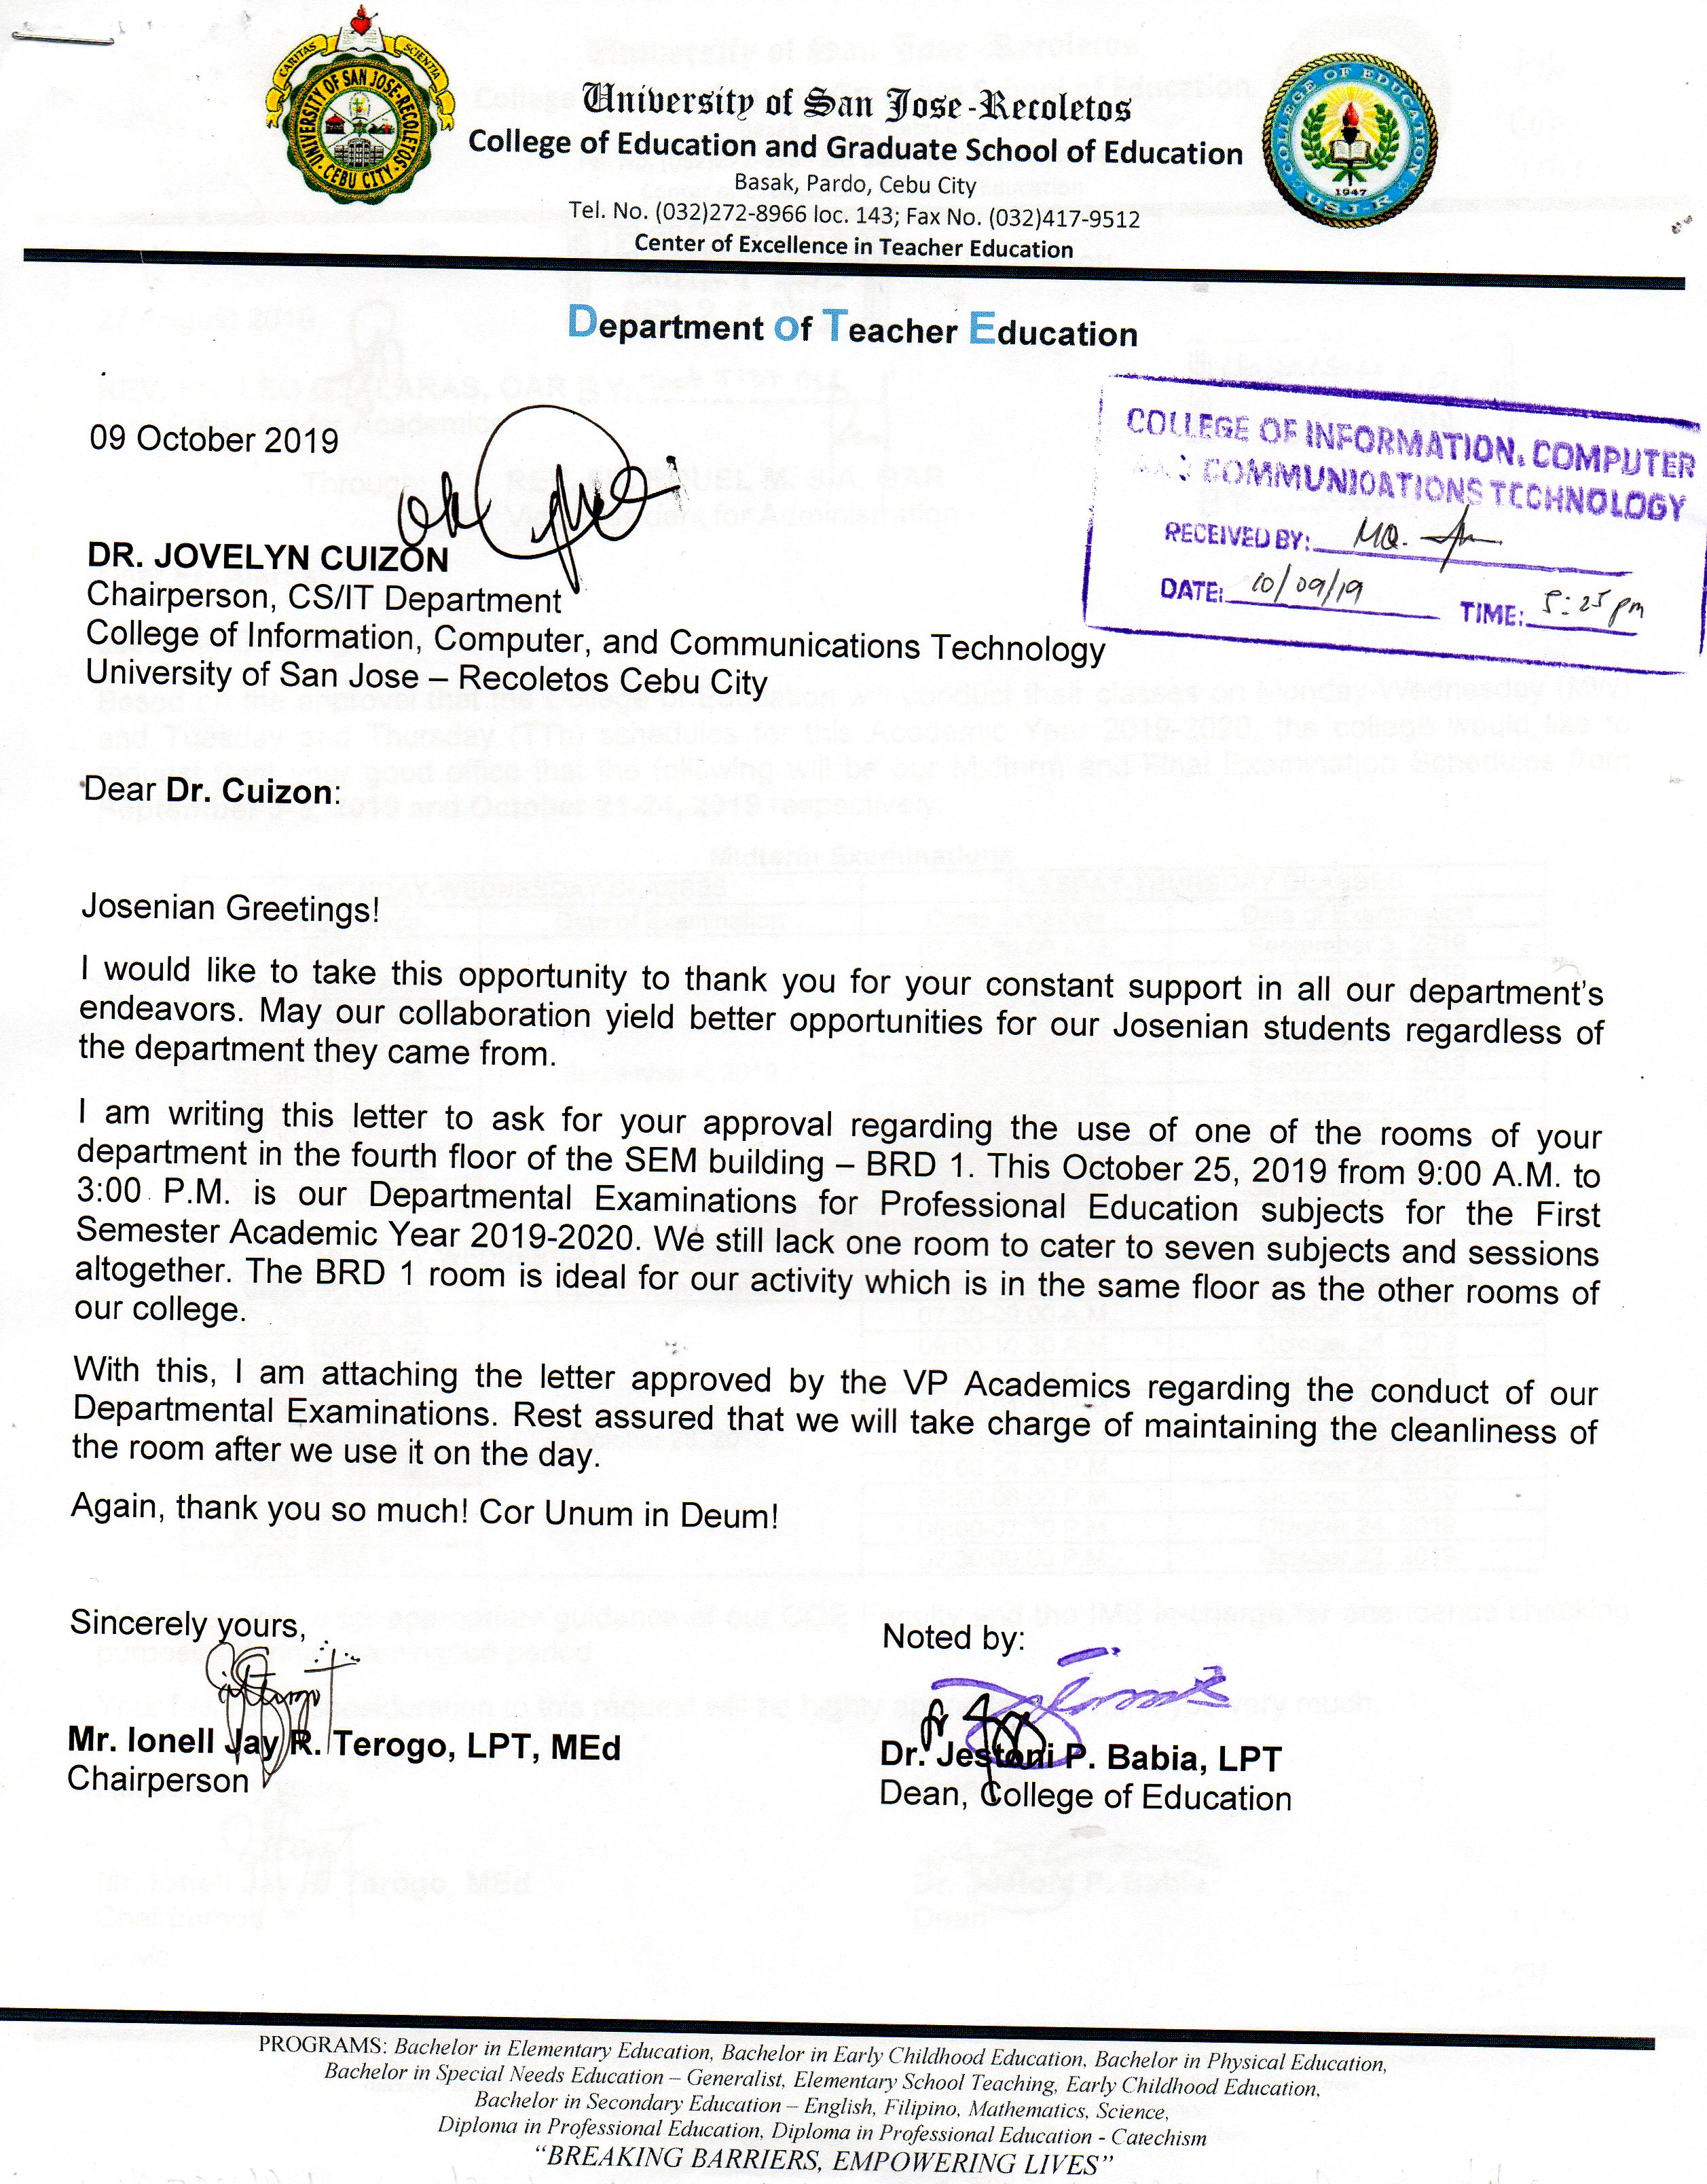 CARITAS SCIENTIA
UNIVERSITY OF SAN JOSE-RECOLETOS
CEBU CITY
University of San Jose-Recoletos
College of Education and Graduate School of Education
Basak, Pardo, Cebu City
Tel. No. (032)272-8966 loc. 143; Fax No. (032)417-9512
Center of Excellence in Teacher Education
COLLEGE OF EDUCATION
1947
USJ-R
Department of Teacher Education
09 October 2019
ok
COLLEGE OF INFORMATION, COMPUTER
COMMUNICATIONS TECHNOLOGY
RECEIVED BY: MQ.
DATE: 10/09/19 TIME: 5:25 pm
DR. JOVELYN CUIZON
Chairperson, CS/IT Department
College of Information, Computer, and Communications Technology
University of San Jose – Recoletos Cebu City
Dear Dr. Cuizon:
Josenian Greetings!
I would like to take this opportunity to thank you for your constant support in all our department's
endeavors. May our collaboration yield better opportunities for our Josenian students regardless of
the department they came from.
I am writing this letter to ask for your approval regarding the use of one of the rooms of your
department in the fourth floor of the SEM building – BRD 1. This October 25, 2019 from 9:00 A.M. to
3:00 P.M. is our Departmental Examinations for Professional Education subjects for the First
Semester Academic Year 2019-2020. We still lack one room to cater to seven subjects and sessions
altogether. The BRD 1 room is ideal for our activity which is in the same floor as the other rooms of
our college.
With this, I am attaching the letter approved by the VP Academics regarding the conduct of our
Departmental Examinations. Rest assured that we will take charge of maintaining the cleanliness of
the room after we use it on the day.
Again, thank you so much! Cor Unum in Deum!
Sincerely yours,
Mr. Ionell Jay R. Terogo, LPT, MEd
Chairperson
Noted by:
Dr. Jestoni P. Babia, LPT
Dean, College of Education
PROGRAMS: Bachelor in Elementary Education, Bachelor in Early Childhood Education, Bachelor in Physical Education,
Bachelor in Special Needs Education – Generalist, Elementary School Teaching, Early Childhood Education,
Bachelor in Secondary Education – English, Filipino, Mathematics, Science,
Diploma in Professional Education, Diploma in Professional Education - Catechism
"BREAKING BARRIERS, EMPOWERING LIVES"